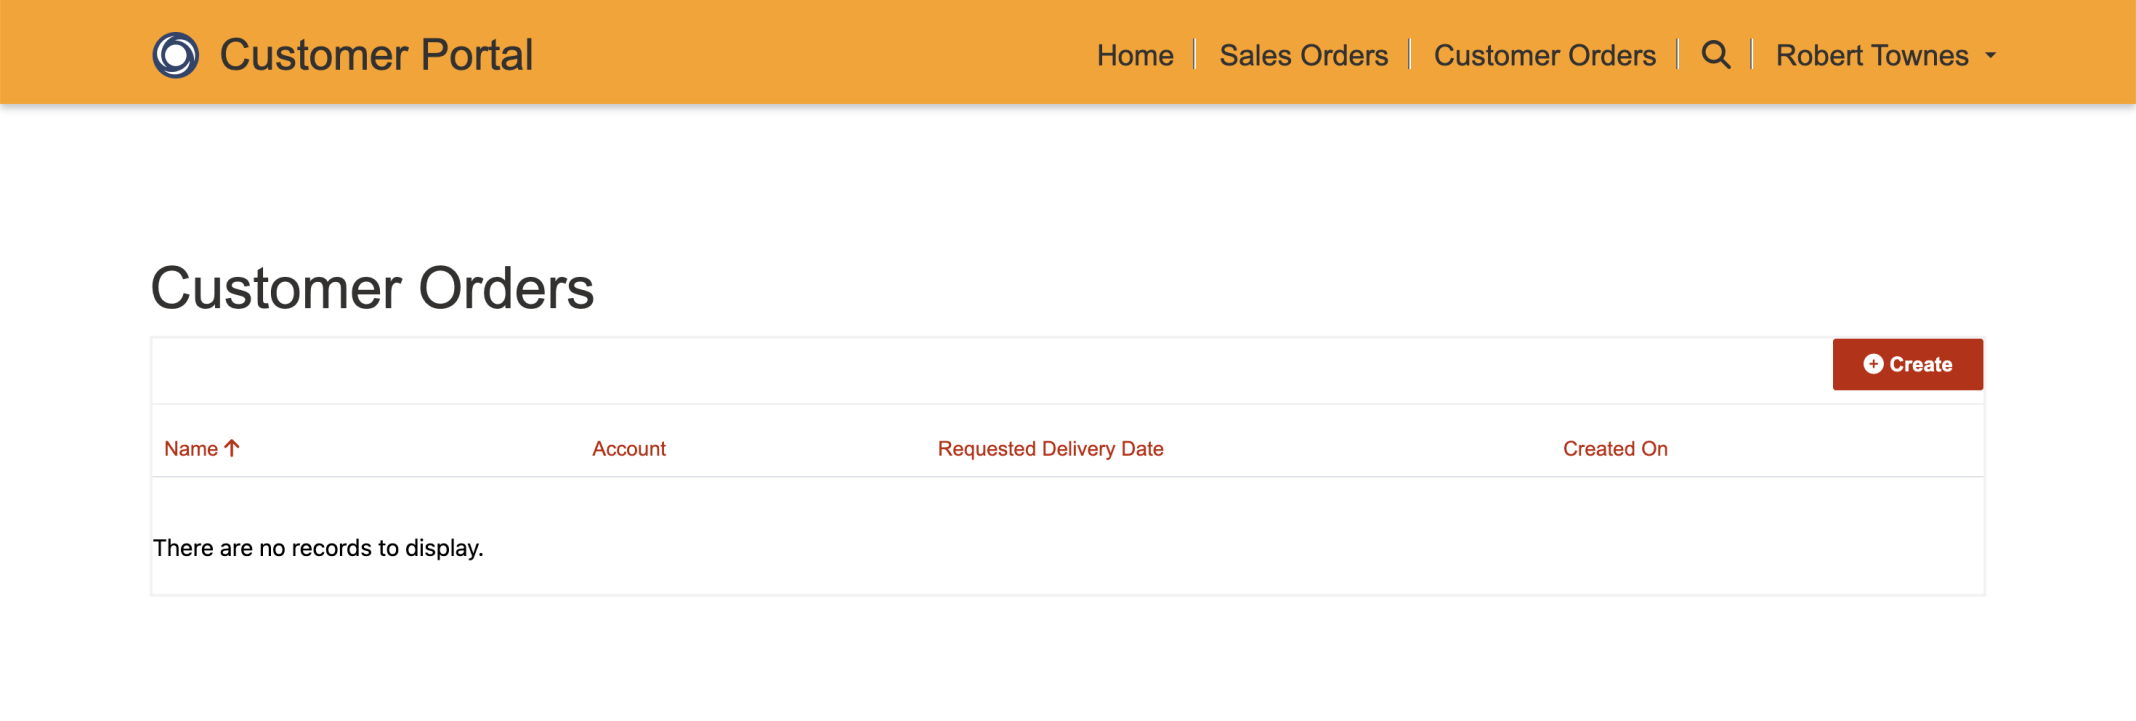 Customer Portal
Home Sales Orders Customer Orders Robert Townes
Customer Orders
Create
Name Account Requested Delivery Date Created On
There are no records to display.